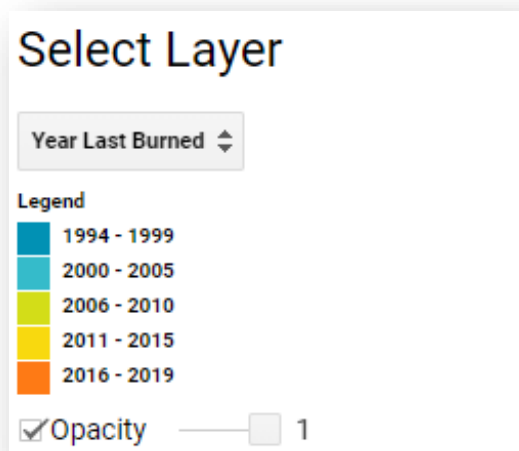 Select Layer
Year Last Burned
Legend
1994 - 1999
2000 - 2005
2006 - 2010
2011 - 2015
2016 - 2019
Opacity 1